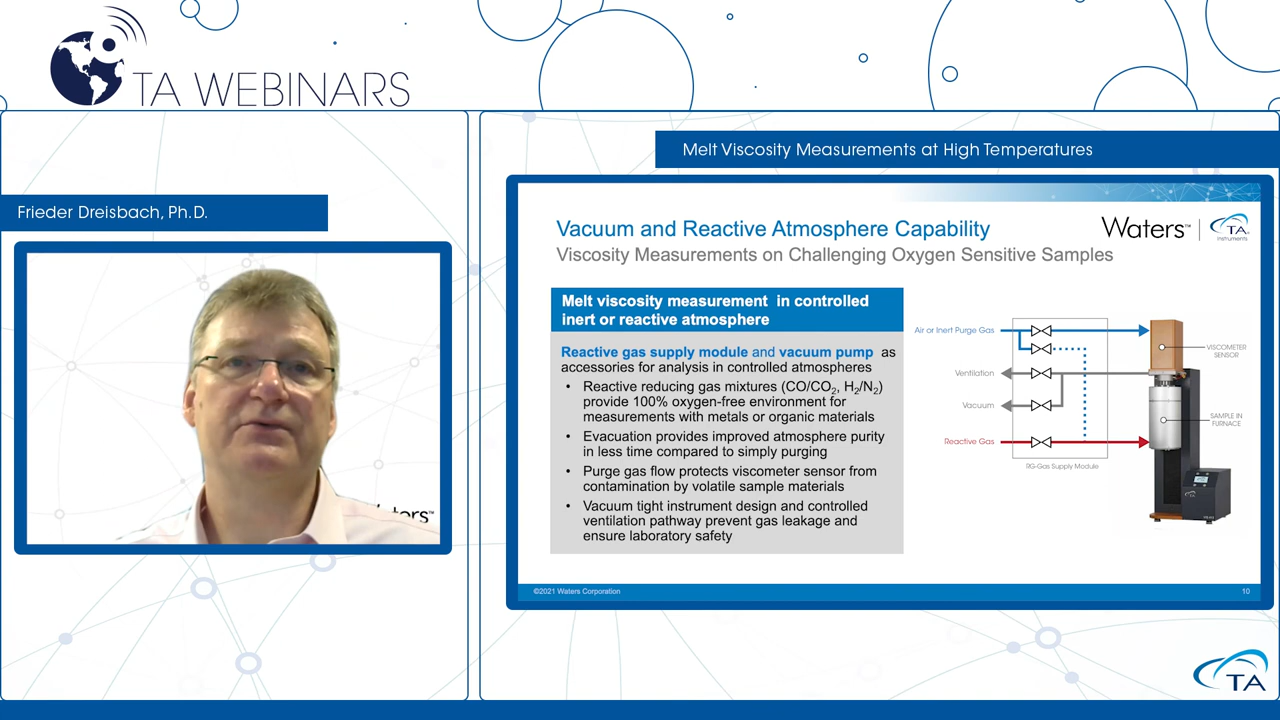 TA WEBINARS
Melt Viscosity Measurements at High Temperatures
Frieder Dreisbach, Ph.D.
Vacuum and Reactive Atmosphere Capability
Viscosity Measurements on Challenging Oxygen Sensitive Samples
Waters™
TA
Instruments
Melt viscosity measurement in controlled
inert or reactive atmosphere
Reactive gas supply module and vacuum pump as
accessories for analysis in controlled atmospheres
• Reactive reducing gas mixtures (CO/CO₂, H₂/N₂)
provide 100% oxygen-free environment for
measurements with metals or organic materials
• Evacuation provides improved atmosphere purity
in less time compared to simply purging
• Purge gas flow protects viscometer sensor from
contamination by volatile sample materials
• Vacuum tight instrument design and controlled
ventilation pathway prevent gas leakage and
ensure laboratory safety
Air or Inert Purge Gas
Ventilation
Vacuum
Reactive Gas
RG-Gas Supply Module
VISCOMETER
SENSOR
SAMPLE IN
FURNACE
©2021 Waters Corporation
10
aters™
TA